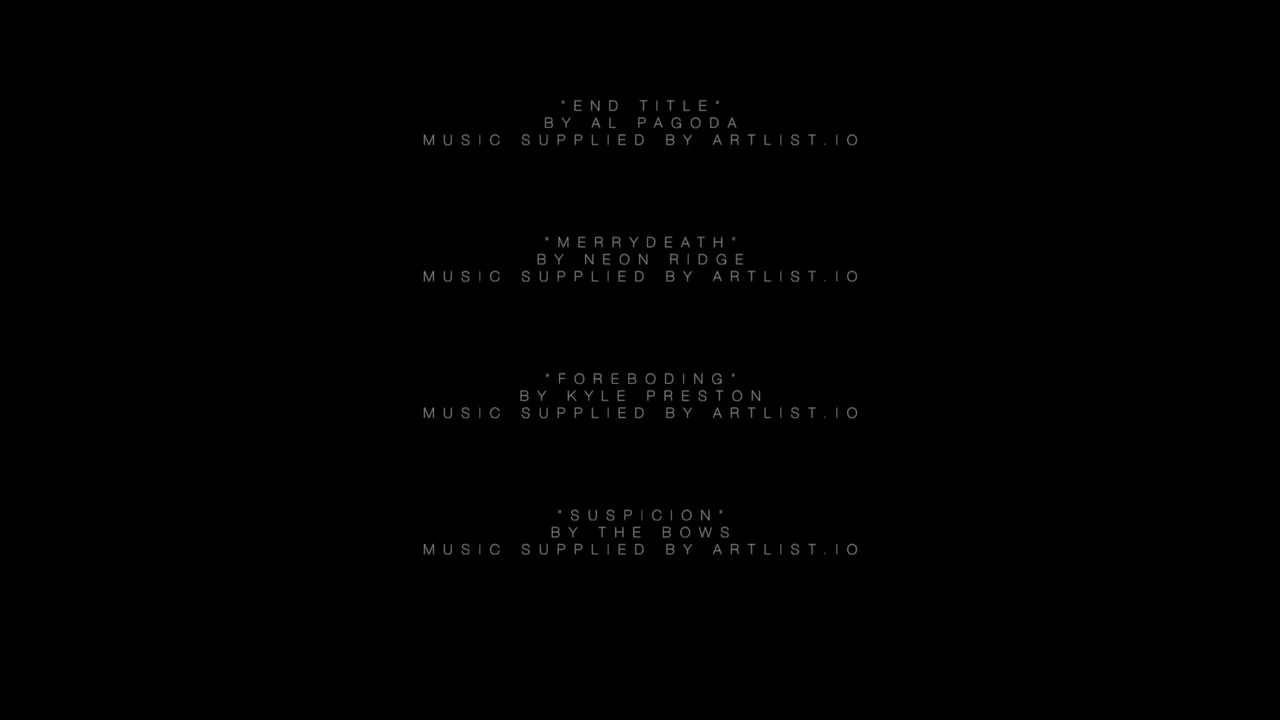 "END TITLE"
BY AL PAGODA
MUSIC SUPPLIED BY ARTLIST.IO
"MERRYDEATH"
BY NEON RIDGE
MUSIC SUPPLIED BY ARTLIST.IO
"FOREBODING"
BY KYLE PRESTON
MUSIC SUPPLIED BY ARTLIST.IO
"SUSPICION"
BY THE BOWS
MUSIC SUPPLIED BY ARTLIST.IO